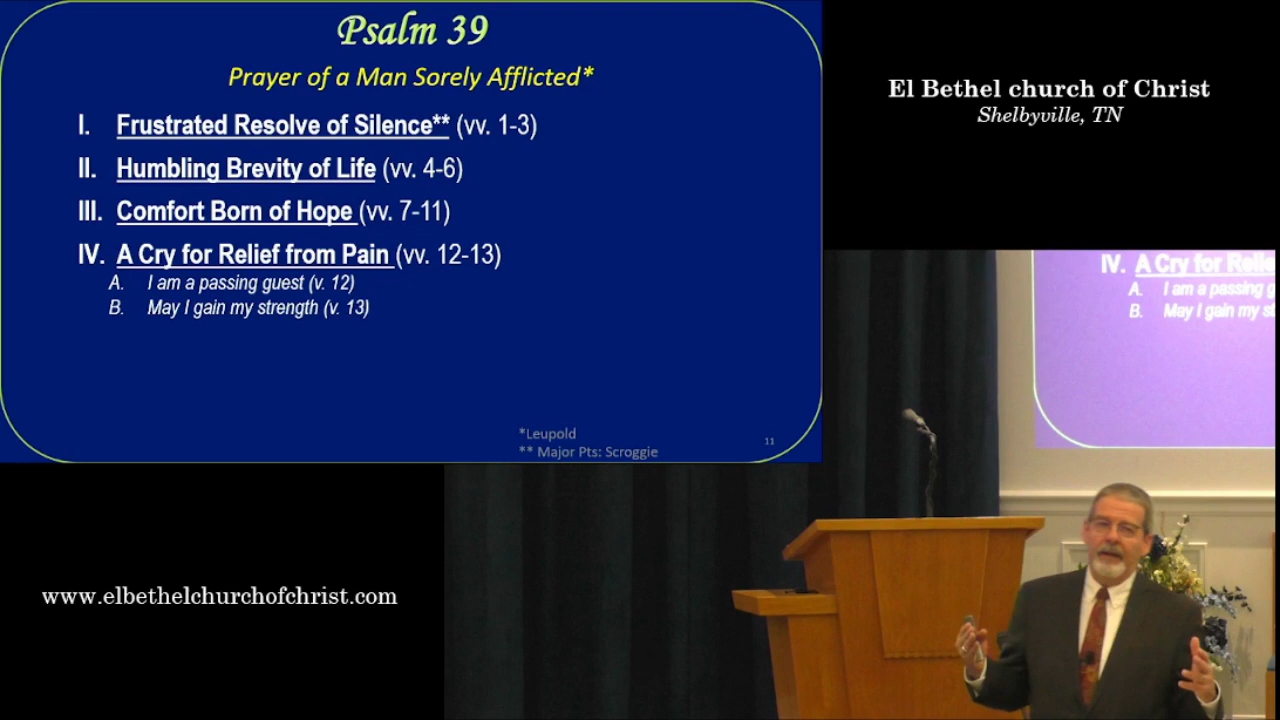 Psalm 39
Prayer of a Man Sorely Afflicted*
I. Frustrated Resolve of Silence** (vv. 1-3)
II. Humbling Brevity of Life (vv. 4-6)
III. Comfort Born of Hope (vv. 7-11)
IV. A Cry for Relief from Pain (vv. 12-13)
A. I am a passing guest (v. 12)
B. May I gain my strength (v. 13)
*Leupold
** Major Pts: Scroggie
11
El Bethel church of Christ
Shelbyville, TN
IV. A Cry for Relie
A. I am a passing g
B. May I gain my st
www.elbethelchurchofchrist.com